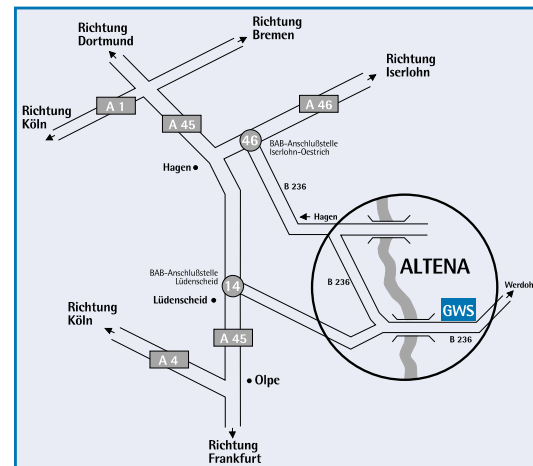 Richtung
Dortmund
Richtung
Bremen
Richtung
Iserlohn
A 1
A 45
A 46
Richtung
Köln
46
BAB-Anschlußstelle
Iserlohn-Oestrich
Hagen
B 236
Hagen
ALTENA
BAB-Anschlußstelle
Lüdenscheid
14
B 236
Werdohl
GWS
Lüdenscheid
Richtung
Köln
B 236
A 45
A 4
Olpe
Richtung
Frankfurt